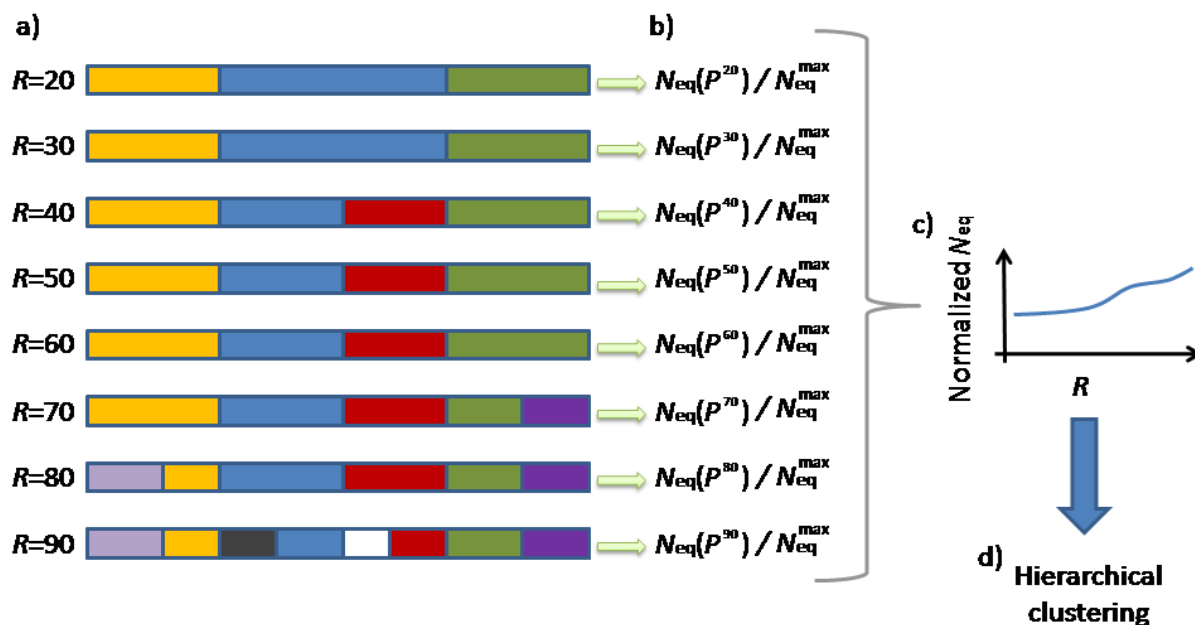 a)
b)
R=20
Neq(P²⁰) / Neqᵐᵃˣ
R=30
Neq(P³⁰) / Neqᵐᵃˣ
R=40
Neq(P⁴⁰) / Neqᵐᵃˣ
R=50
Neq(P⁵⁰) / Neqᵐᵃˣ
R=60
Neq(P⁶⁰) / Neqᵐᵃˣ
R=70
Neq(P⁷⁰) / Neqᵐᵃˣ
R=80
Neq(P⁸⁰) / Neqᵐᵃˣ
R=90
Neq(P⁹⁰) / Neqᵐᵃˣ
c)
Normalized Neq
R
d)
Hierarchical
clustering